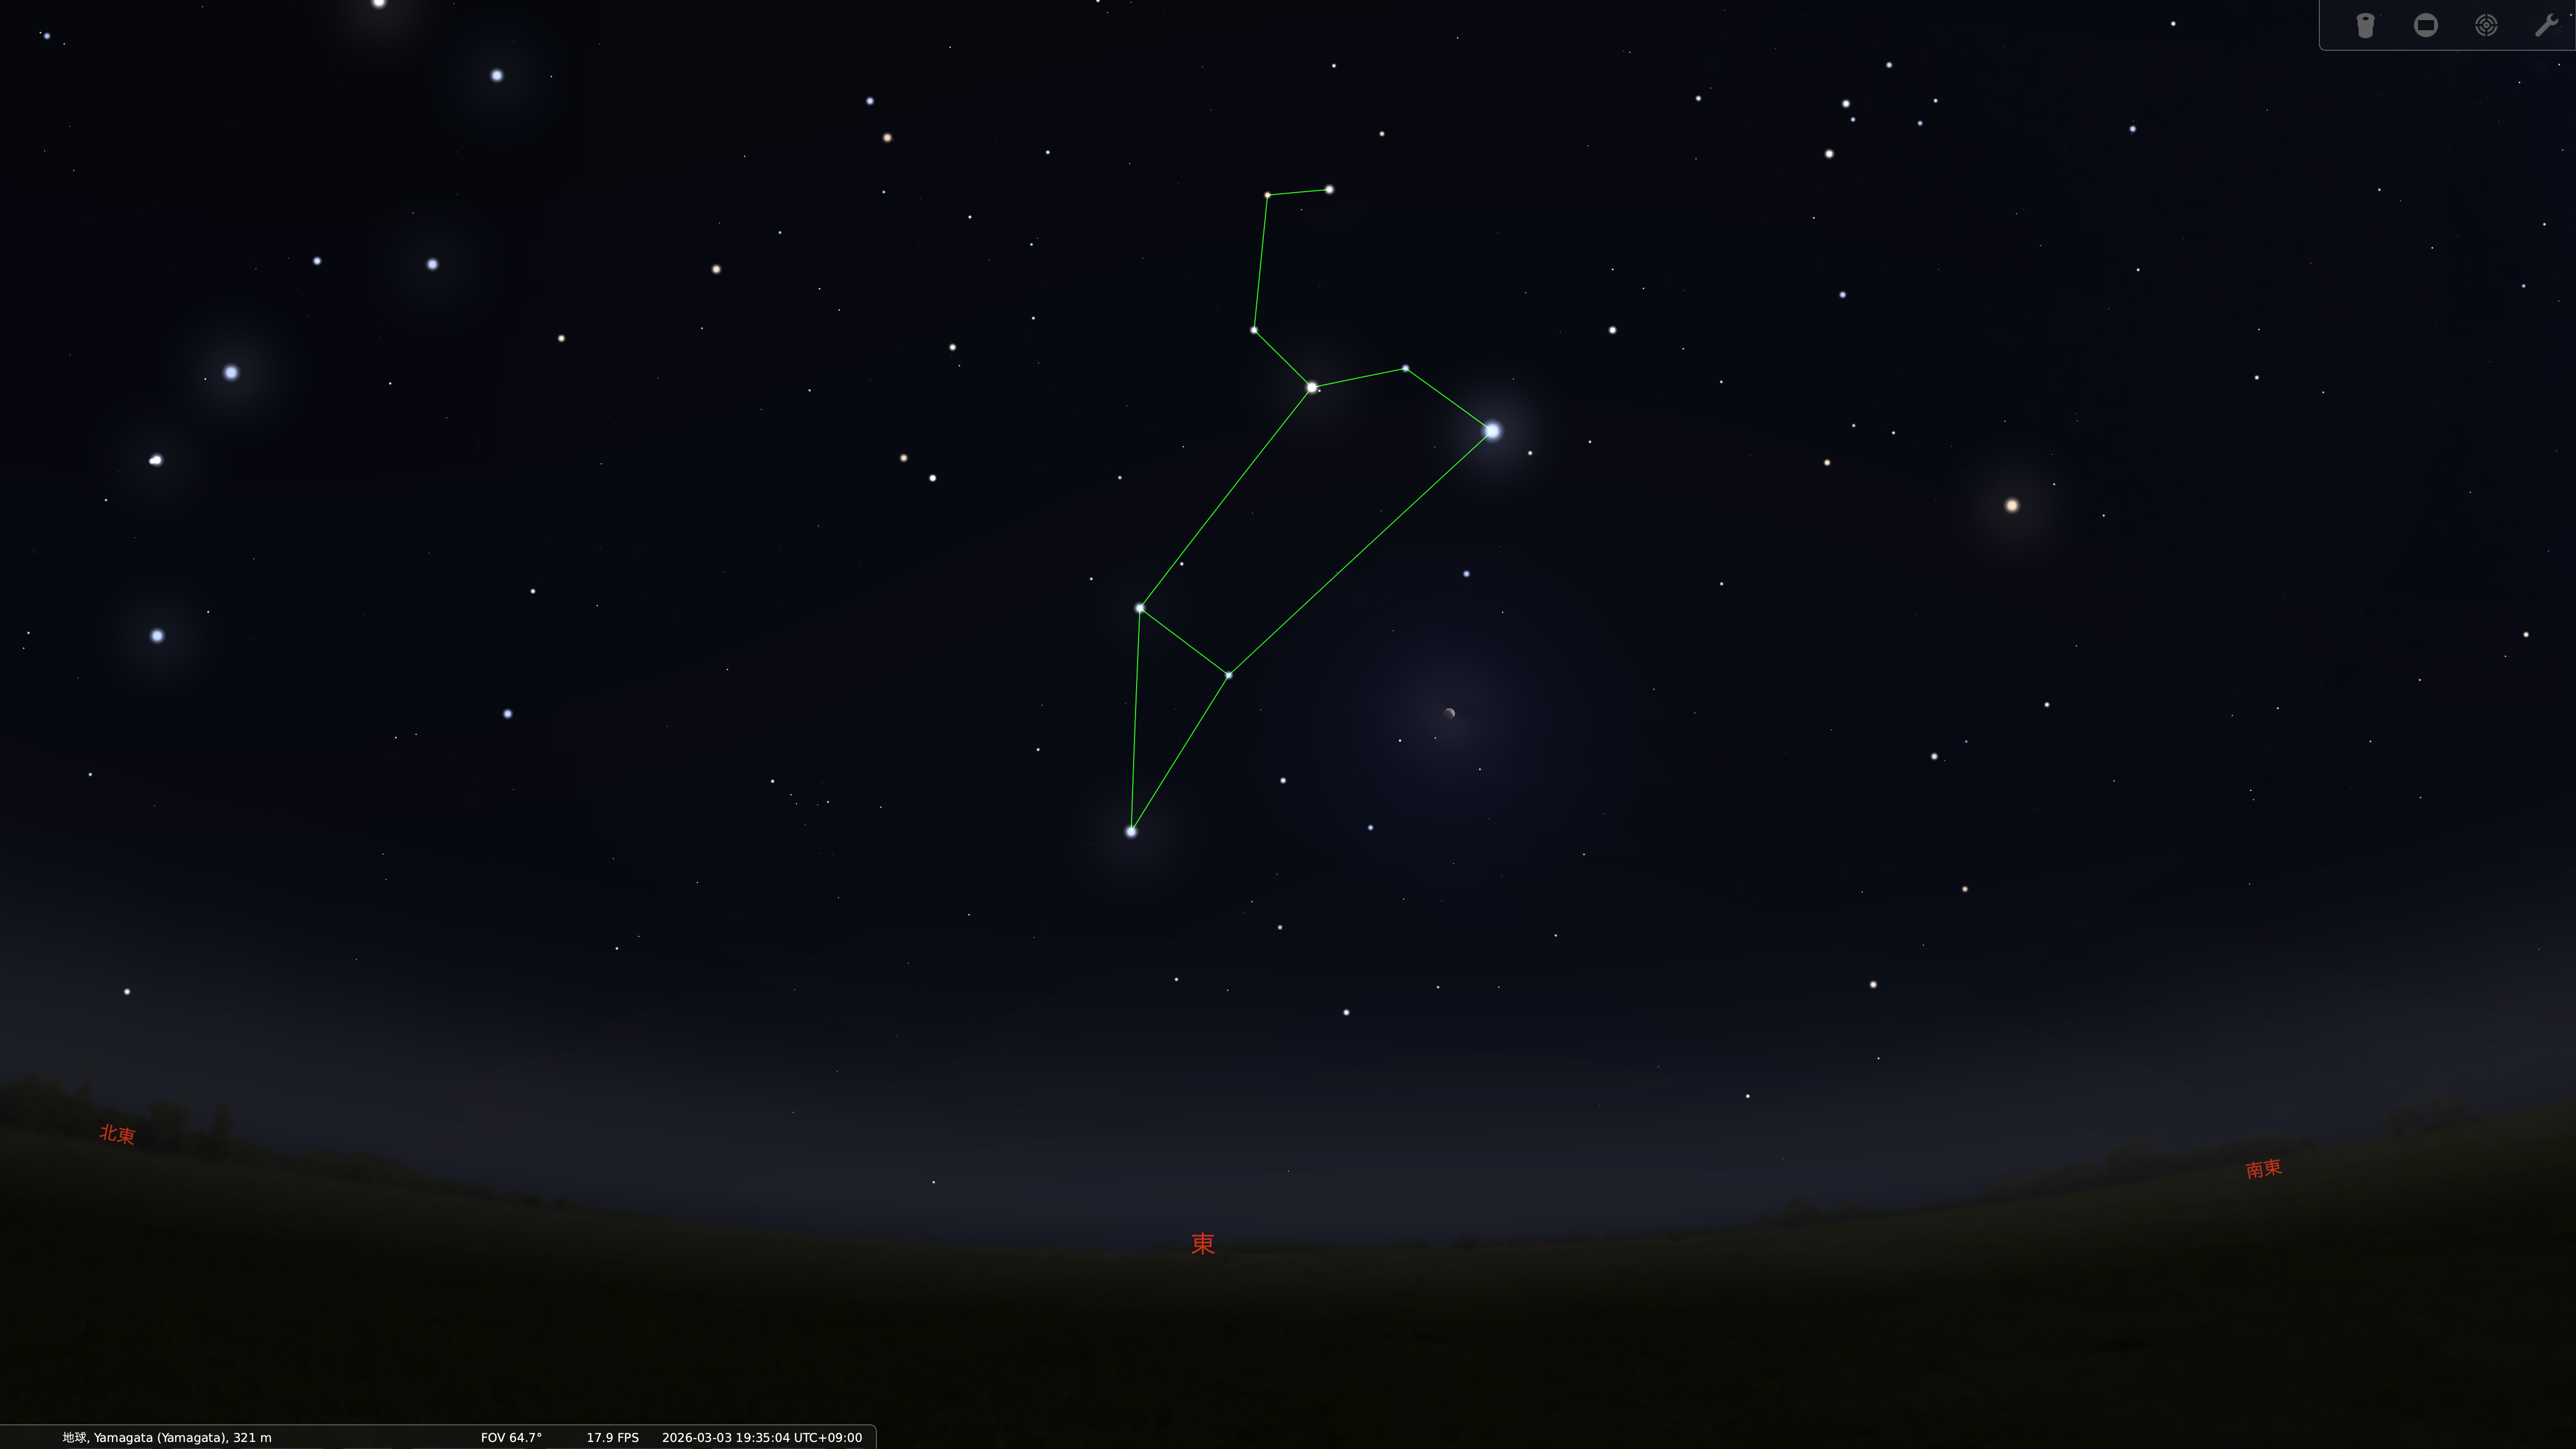 北東
南東
東
地球, Yamagata (Yamagata), 321 m FOV 64.7° 17.9 FPS 2026-03-03 19:35:04 UTC+09:00